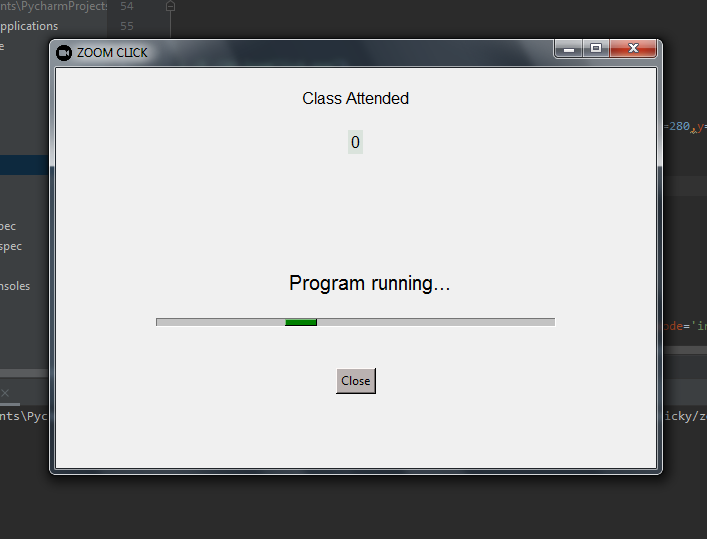 nts\PycharmProjects 54
pplications 55
e
ZOOM CLICK
Class Attended
0
=280,y=
pec
spec
nsoles
Program running...
ode='in
Close
nts\Pyc
icky/z